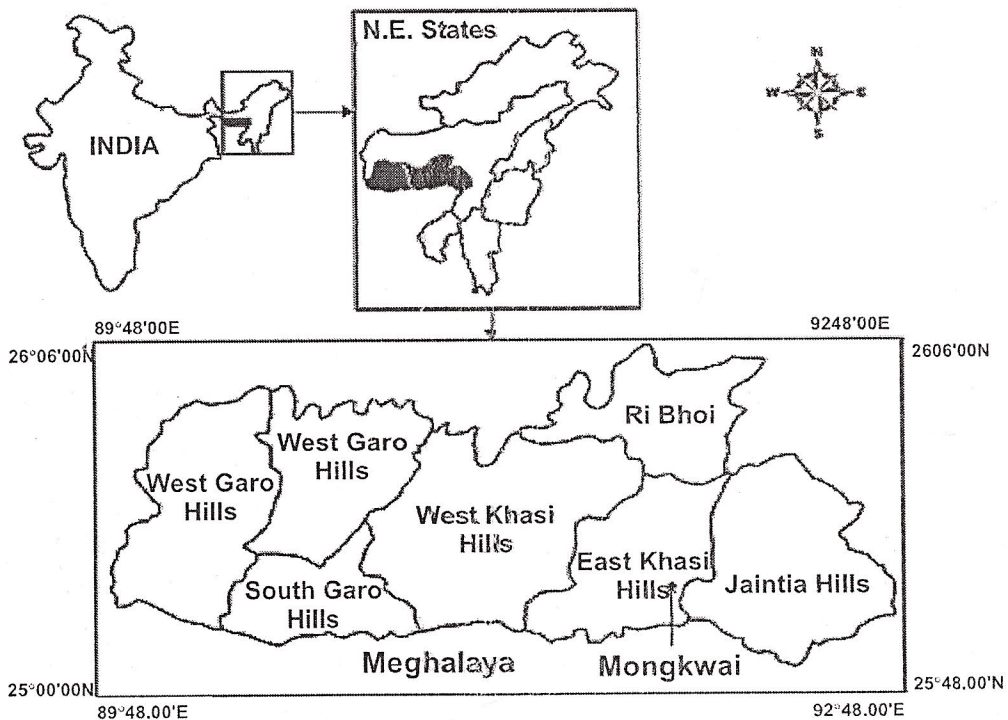 N.E. States
INDIA
N
W
E
S
89°48'00E
9248'00E
26°06'00N
2606'00N
Ri Bhoi
West Garo
Hills
West Garo
Hills
West Khasi
Hills
East Khasi
Hills
Jaintia Hills
South Garo
Hills
Meghalaya
Mongkwai
25°00'00N
25°48.00'N
89°48.00'E
92°48.00'E